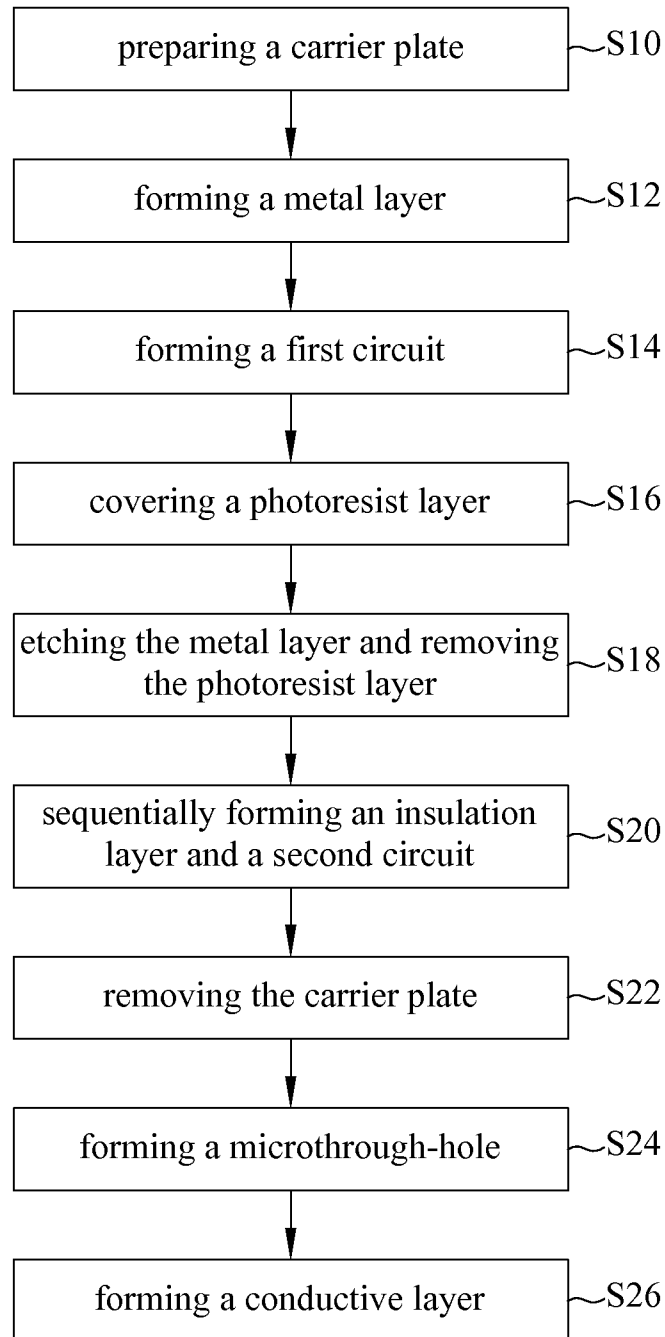 preparing a carrier plate S10
forming a metal layer S12
forming a first circuit S14
covering a photoresist layer S16
etching the metal layer and removing
the photoresist layer S18
sequentially forming an insulation
layer and a second circuit S20
removing the carrier plate S22
forming a microthrough-hole S24
forming a conductive layer S26